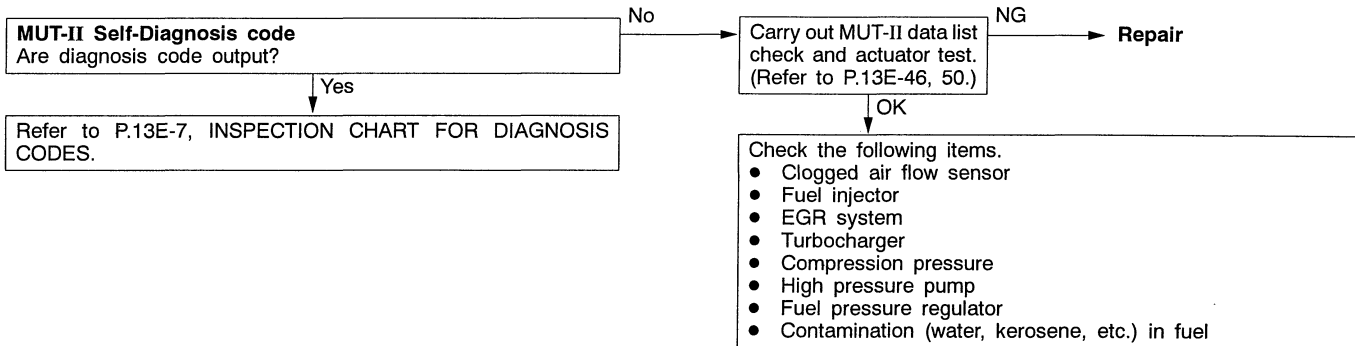 MUT-II Self-Diagnosis code
Are diagnosis code output?
No
Yes
Refer to P.13E-7, INSPECTION CHART FOR DIAGNOSIS
CODES.
Carry out MUT-II data list
check and actuator test.
(Refer to P.13E-46, 50.)
NG
Repair
OK
Check the following items.
● Clogged air flow sensor
● Fuel injector
● EGR system
● Turbocharger
● Compression pressure
● High pressure pump
● Fuel pressure regulator
● Contamination (water, kerosene, etc.) in fuel